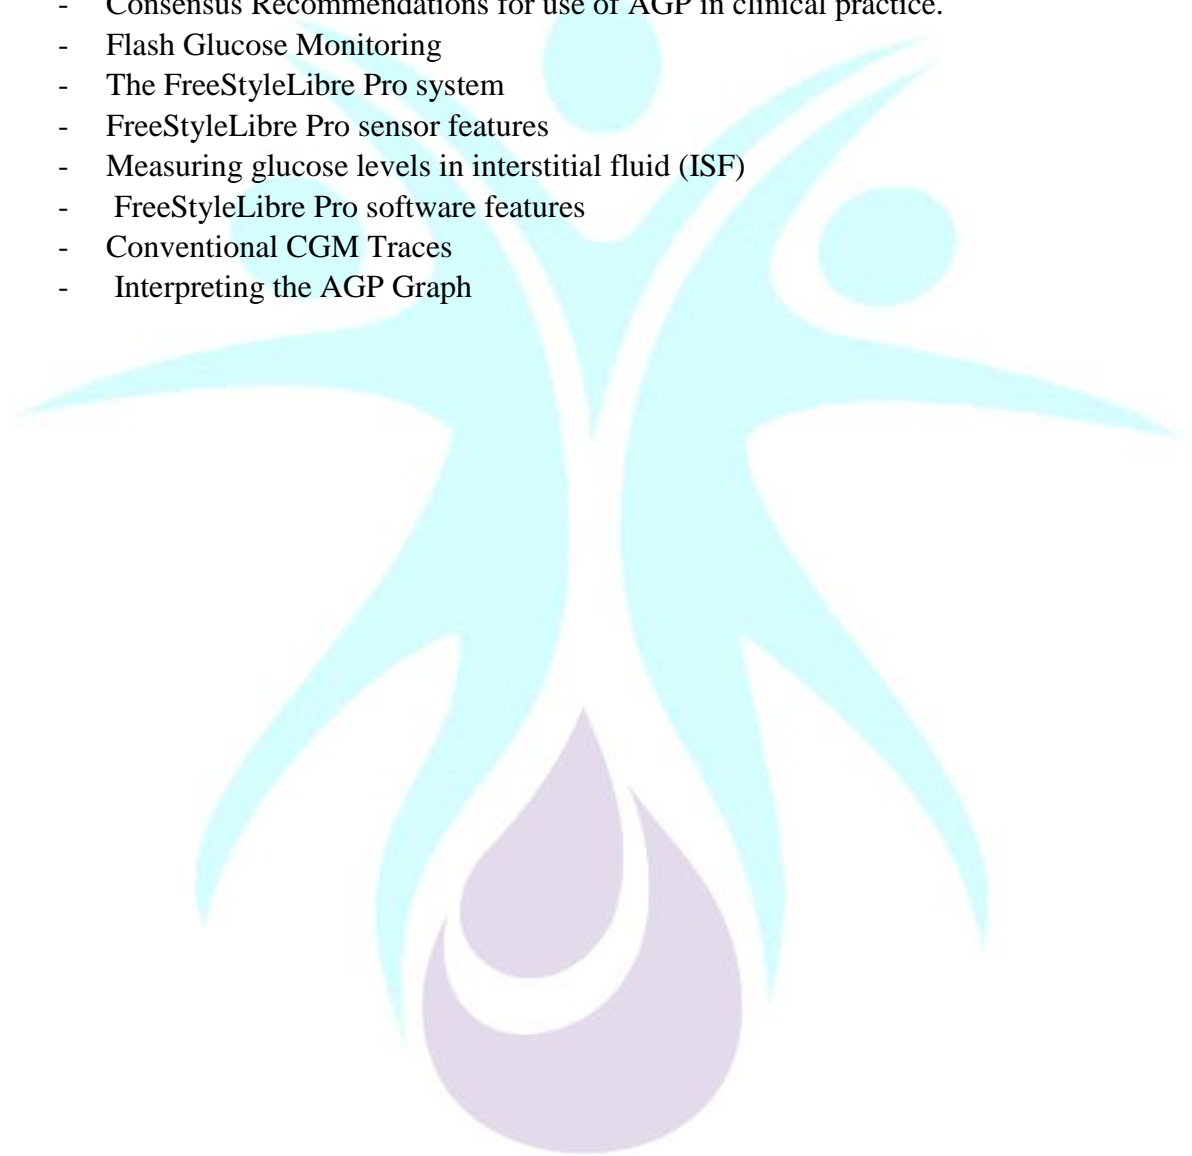 - Consensus Recommendations for use of AGP in clinical practice.
- Flash Glucose Monitoring
- The FreeStyleLibre Pro system
- FreeStyleLibre Pro sensor features
- Measuring glucose levels in interstitial fluid (ISF)
- FreeStyleLibre Pro software features
- Conventional CGM Traces
- Interpreting the AGP Graph